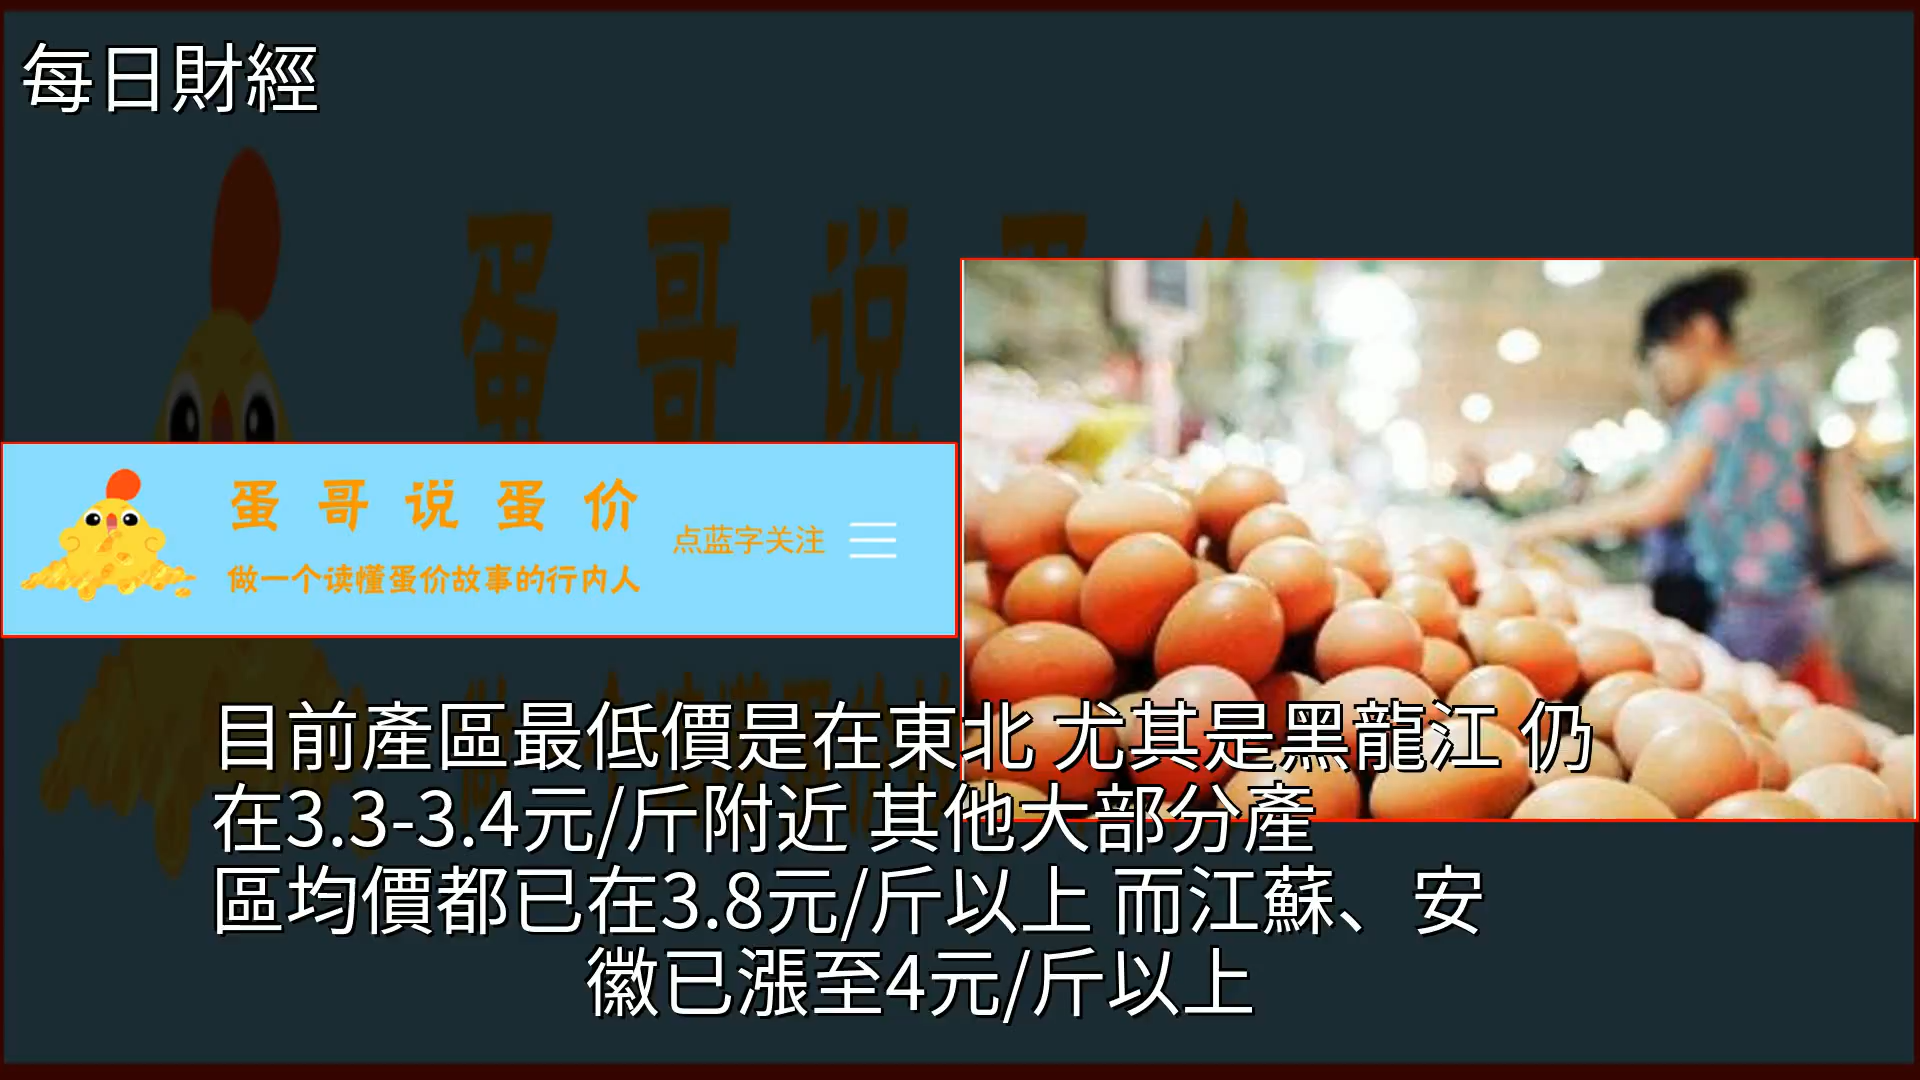 每日財經
蛋哥说蛋价
点蓝字关注
做一个读懂蛋价故事的行内人
目前產區最低價是在東北 尤其是黑龍江 仍
在3.3-3.4元/斤附近 其他大部分產
區均價都已在3.8元/斤以上 而江蘇、安
徽已漲至4元/斤以上